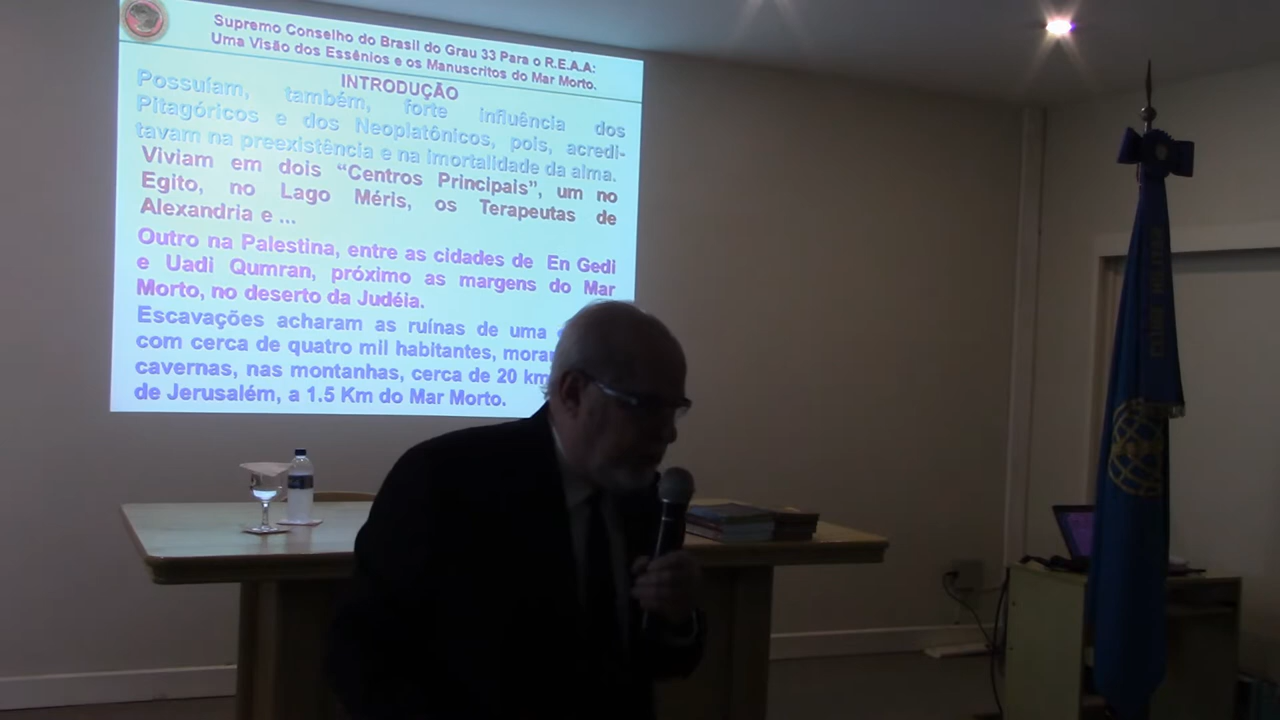 Supremo Conselho do Brasil do Grau 33 Para o R.E.A.A:
Uma Visão dos Essênios e os Manuscritos do Mar Morto.
INTRODUÇÃO
Possuíam, também, forte influência dos
Pitagóricos e dos Neoplatônicos, pois, acredi-
tavam na preexistência e na imortalidade da alma.
Viviam em dois “Centros Principais”, um no
Egito, no Lago Méris, os Terapeutas de
Alexandria e ...
Outro na Palestina, entre as cidades de En Gedi
e Uadi Qumran, próximo as margens do Mar
Morto, no deserto da Judéia.
Escavações acharam as ruínas de uma
com cerca de quatro mil habitantes,
cavernas, nas montanhas, cerca de 20 km
de Jerusalém, a 1.5 Km do Mar Morto.